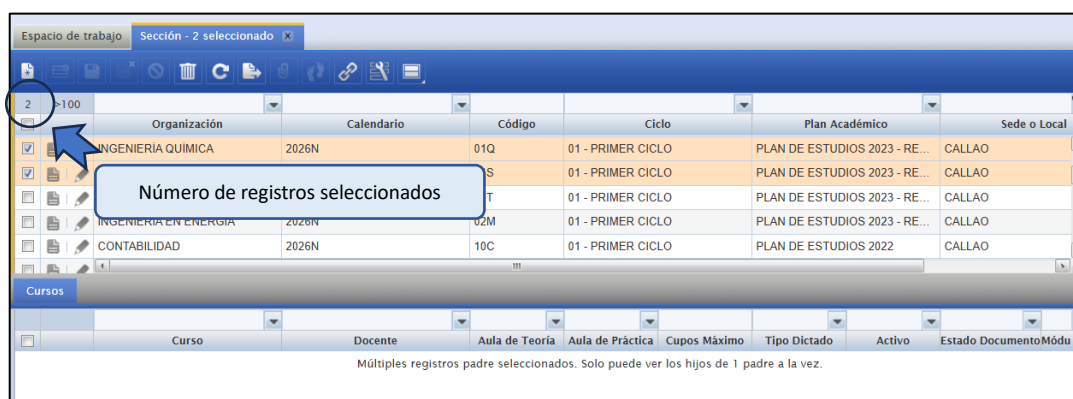 Espacio de trabajo Sección - 2 seleccionado
2 >100
Organización Calendario Código Ciclo Plan Académico Sede o Local
INGENIERÍA QUÍMICA 2026N 01Q 01 - PRIMER CICLO PLAN DE ESTUDIOS 2023 - RE... CALLAO
S 01 - PRIMER CICLO PLAN DE ESTUDIOS 2023 - RE... CALLAO
Número de registros seleccionados
T 01 - PRIMER CICLO PLAN DE ESTUDIOS 2023 - RE... CALLAO
INGENIERÍA EN ENERGÍA 2026N 02M 01 - PRIMER CICLO PLAN DE ESTUDIOS 2023 - RE... CALLAO
CONTABILIDAD 2026N 10C 01 - PRIMER CICLO PLAN DE ESTUDIOS 2022 CALLAO
Cursos
Curso Docente Aula de Teoría Aula de Práctica Cupos Máximo Tipo Dictado Activo Estado Documento Módu
Múltiples registros padre seleccionados. Solo puede ver los hijos de 1 padre a la vez.